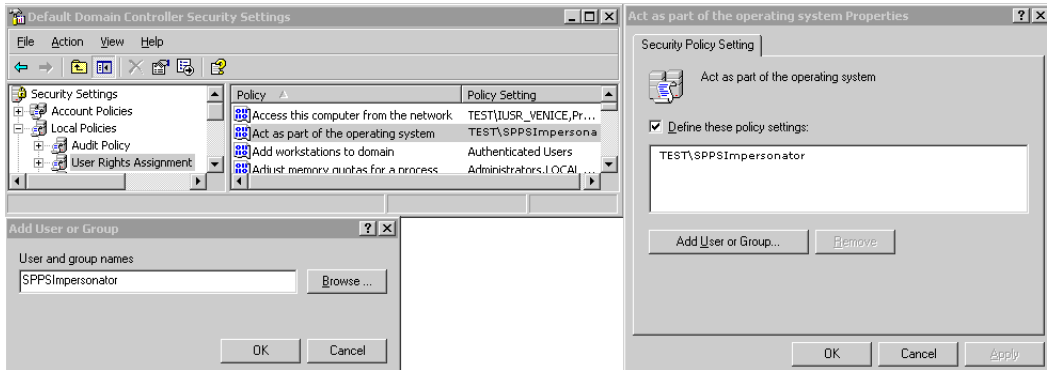 Default Domain Controller Security Settings
File Action View Help
Security Settings
Account Policies
Local Policies
Audit Policy
User Rights Assignment
Policy Policy Setting
Access this computer from the network TEST\IUSR_VENICE,Pr...
Act as part of the operating system TEST\SPPSImpersona
Add workstations to domain Authenticated Users
Adjust memory quotas for a process Administrators,LOCAL ...
Add User or Group
User and group names
SPPSImpersonator
Browse ...
OK Cancel
Act as part of the operating system Properties
Security Policy Setting
Act as part of the operating system
Define these policy settings:
TEST\SPPSImpersonator
Add User or Group... Remove
OK Cancel Apply